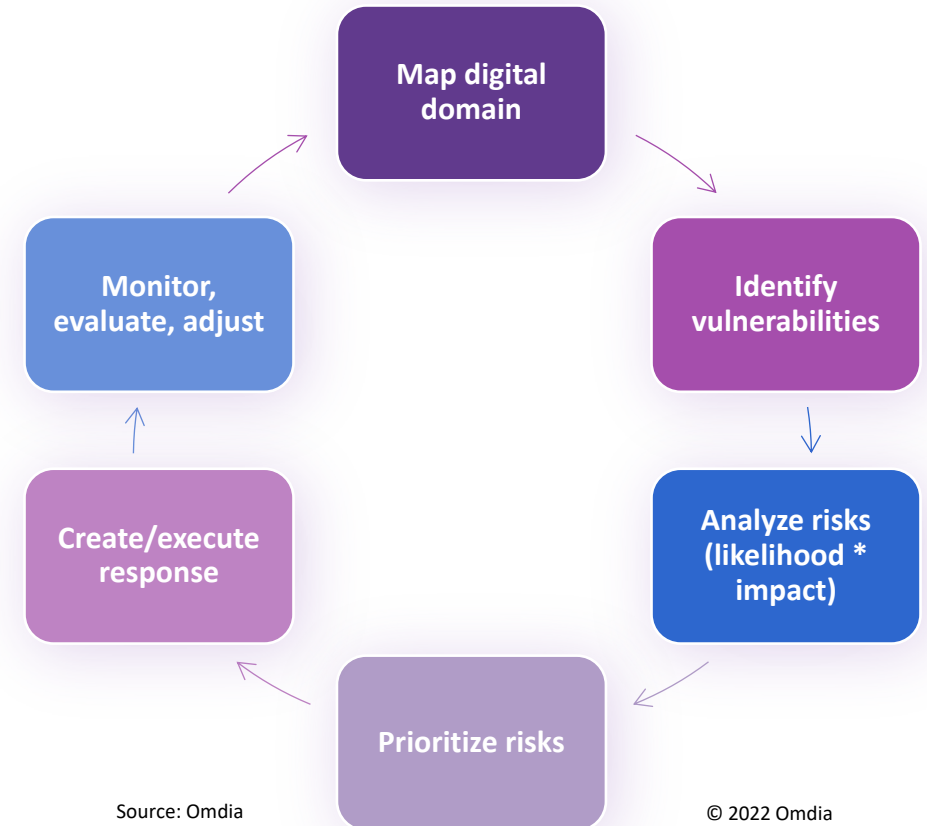 Map digital
domain
Identify
vulnerabilities
Analyze risks
(likelihood *
impact)
Prioritize risks
Create/execute
response
Monitor,
evaluate, adjust
Source: Omdia
© 2022 Omdia